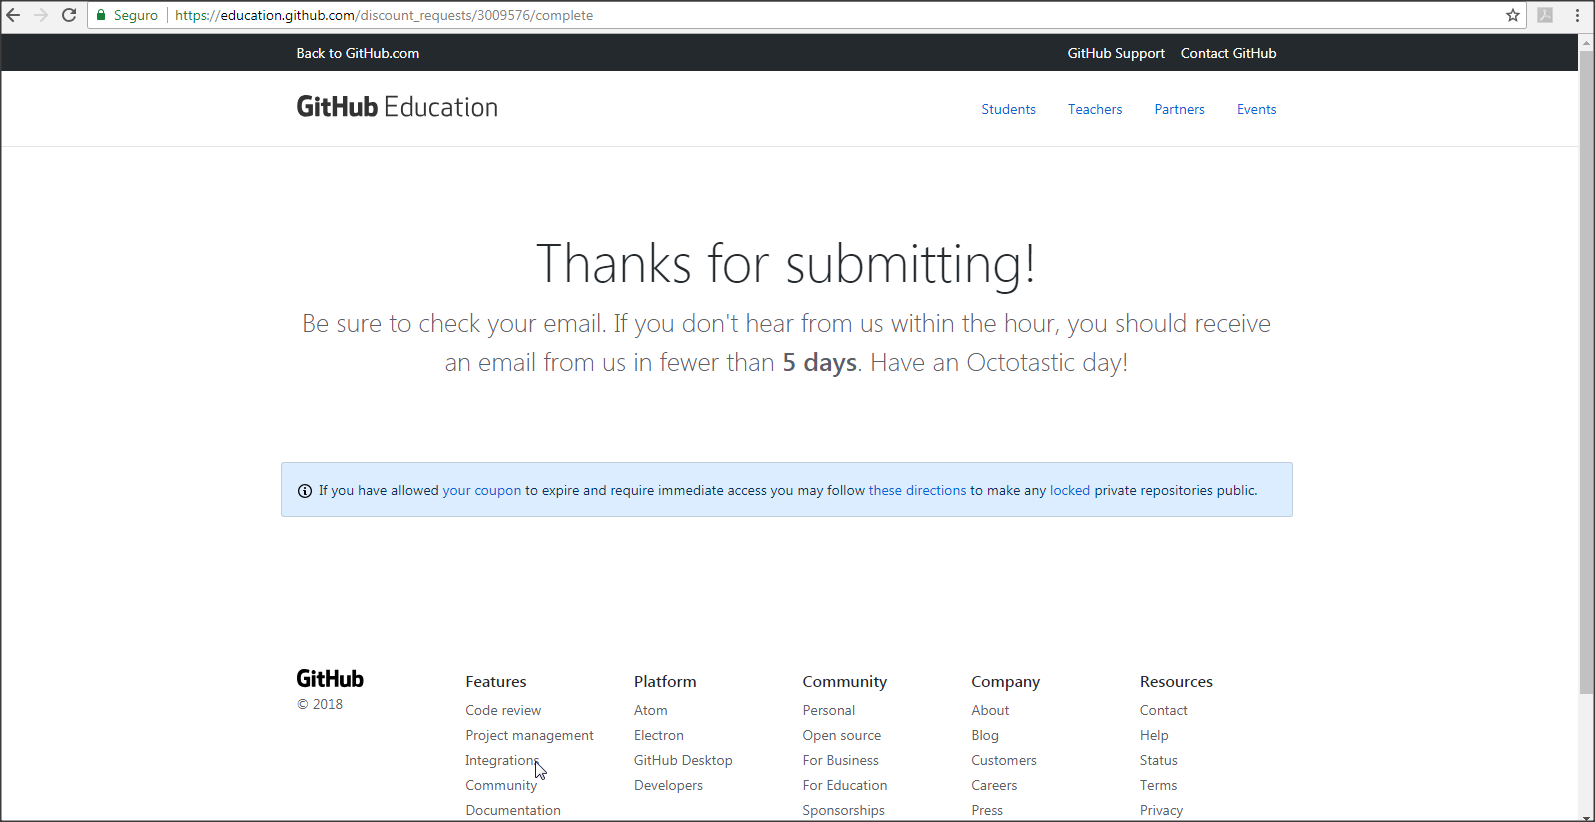 Seguro https://education.github.com/discount_requests/3009576/complete
Back to GitHub.com GitHub Support Contact GitHub
GitHub Education Students Teachers Partners Events
Thanks for submitting!
Be sure to check your email. If you don't hear from us within the hour, you should receive
an email from us in fewer than 5 days. Have an Octotastic day!
If you have allowed your coupon to expire and require immediate access you may follow these directions to make any locked private repositories public.
GitHub
© 2018
Features
Code review
Project management
Integrations
Community
Documentation
Platform
Atom
Electron
GitHub Desktop
Developers
Community
Personal
Open source
For Business
For Education
Sponsorships
Company
About
Blog
Customers
Careers
Press
Resources
Contact
Help
Status
Terms
Privacy